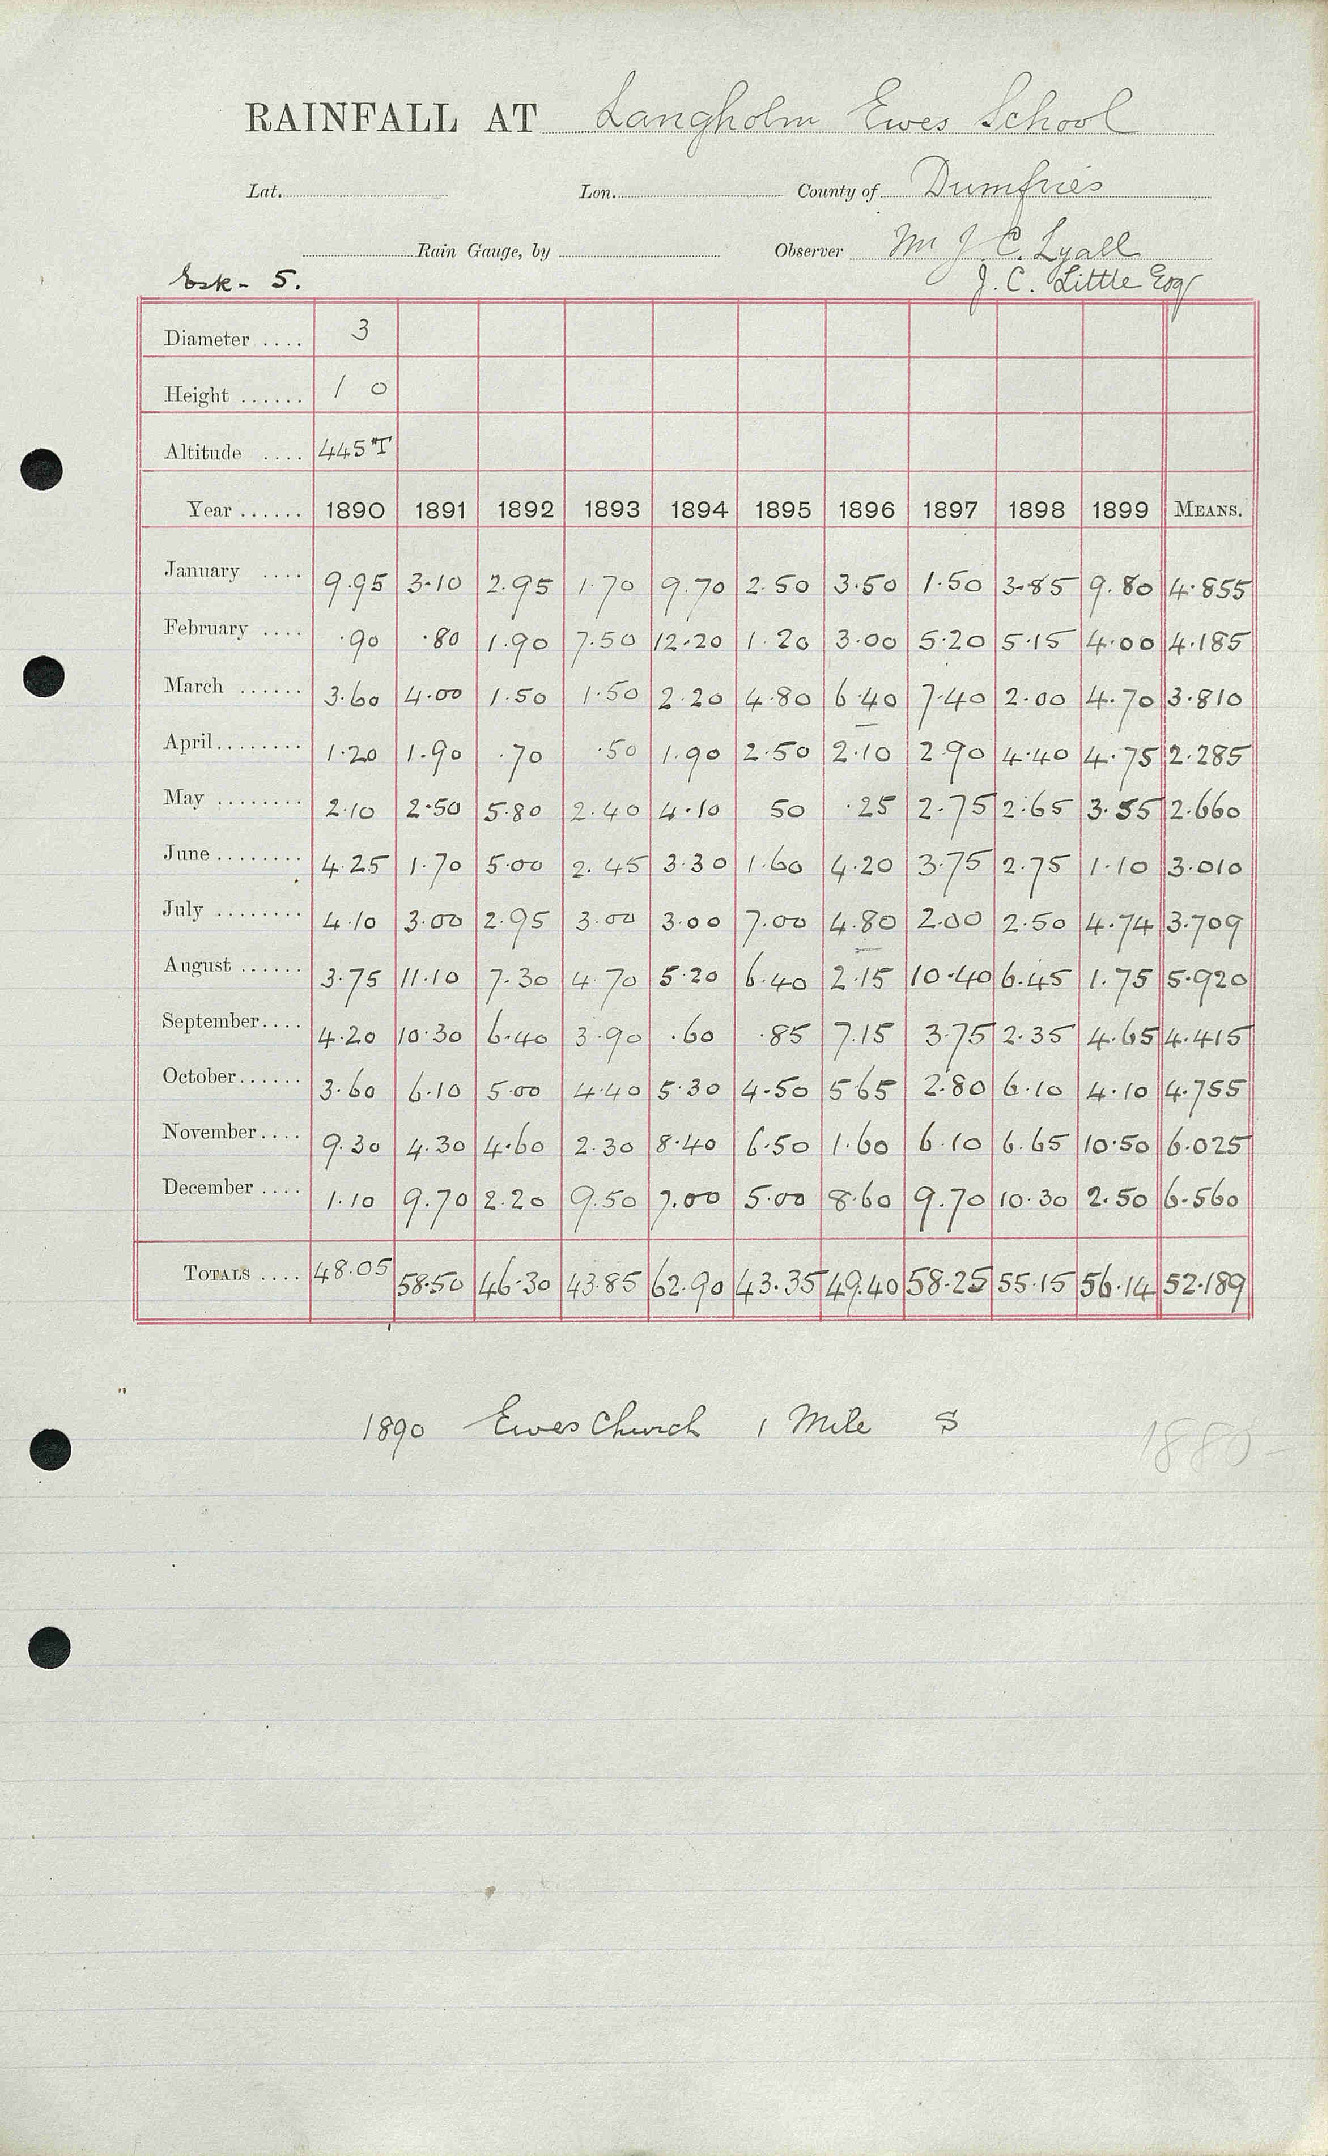 RAINFALL AT Langholm Ewes School
Lat. Lon. County of Dumfries
Rain Gauge, by Observer Mr J. C. Lyall
Esk - 5. J. C. Little Esq
Diameter .... 3
Height ...... 1 0
Altitude .... 445 T
Year ...... 1890 1891 1892 1893 1894 1895 1896 1897 1898 1899 MEANS.
January .... 9.95 3.10 2.95 1.70 9.70 2.50 3.50 1.50 3.85 9.80 4.855
February .... .90 .80 1.90 7.50 12.20 1.20 3.00 5.20 5.15 4.00 4.185
March ...... 3.60 4.00 1.50 1.50 2.20 4.80 6.40 7.40 2.00 4.70 3.810
April ........ 1.20 1.90 .70 .50 1.90 2.50 2.10 2.90 4.40 4.75 2.285
May ........ 2.10 2.50 5.80 2.40 4.10 50 .25 2.75 2.65 3.55 2.660
June ........ 4.25 1.70 5.00 2.45 3.30 1.60 4.20 3.75 2.75 1.10 3.010
July ........ 4.10 3.00 2.95 3.00 3.00 7.00 4.80 2.00 2.50 4.74 3.709
August ...... 3.75 11.10 7.30 4.70 5.20 6.40 2.15 10.40 6.45 1.75 5.920
September.... 4.20 10.30 6.40 3.90 .60 .85 7.15 3.75 2.35 4.65 4.415
October...... 3.60 6.10 5.00 4.40 5.30 4.50 5.65 2.80 6.10 4.10 4.755
November.... 9.30 4.30 4.60 2.30 8.40 6.50 1.60 6.10 6.65 10.50 6.025
December .... 1.10 9.70 2.20 9.50 7.00 5.00 8.60 9.70 10.30 2.50 6.560
TOTALS .... 48.05 58.50 46.30 43.85 62.90 43.35 49.40 58.25 55.15 56.14 52.189
1890 Ewes Church 1 Mile S
1880-